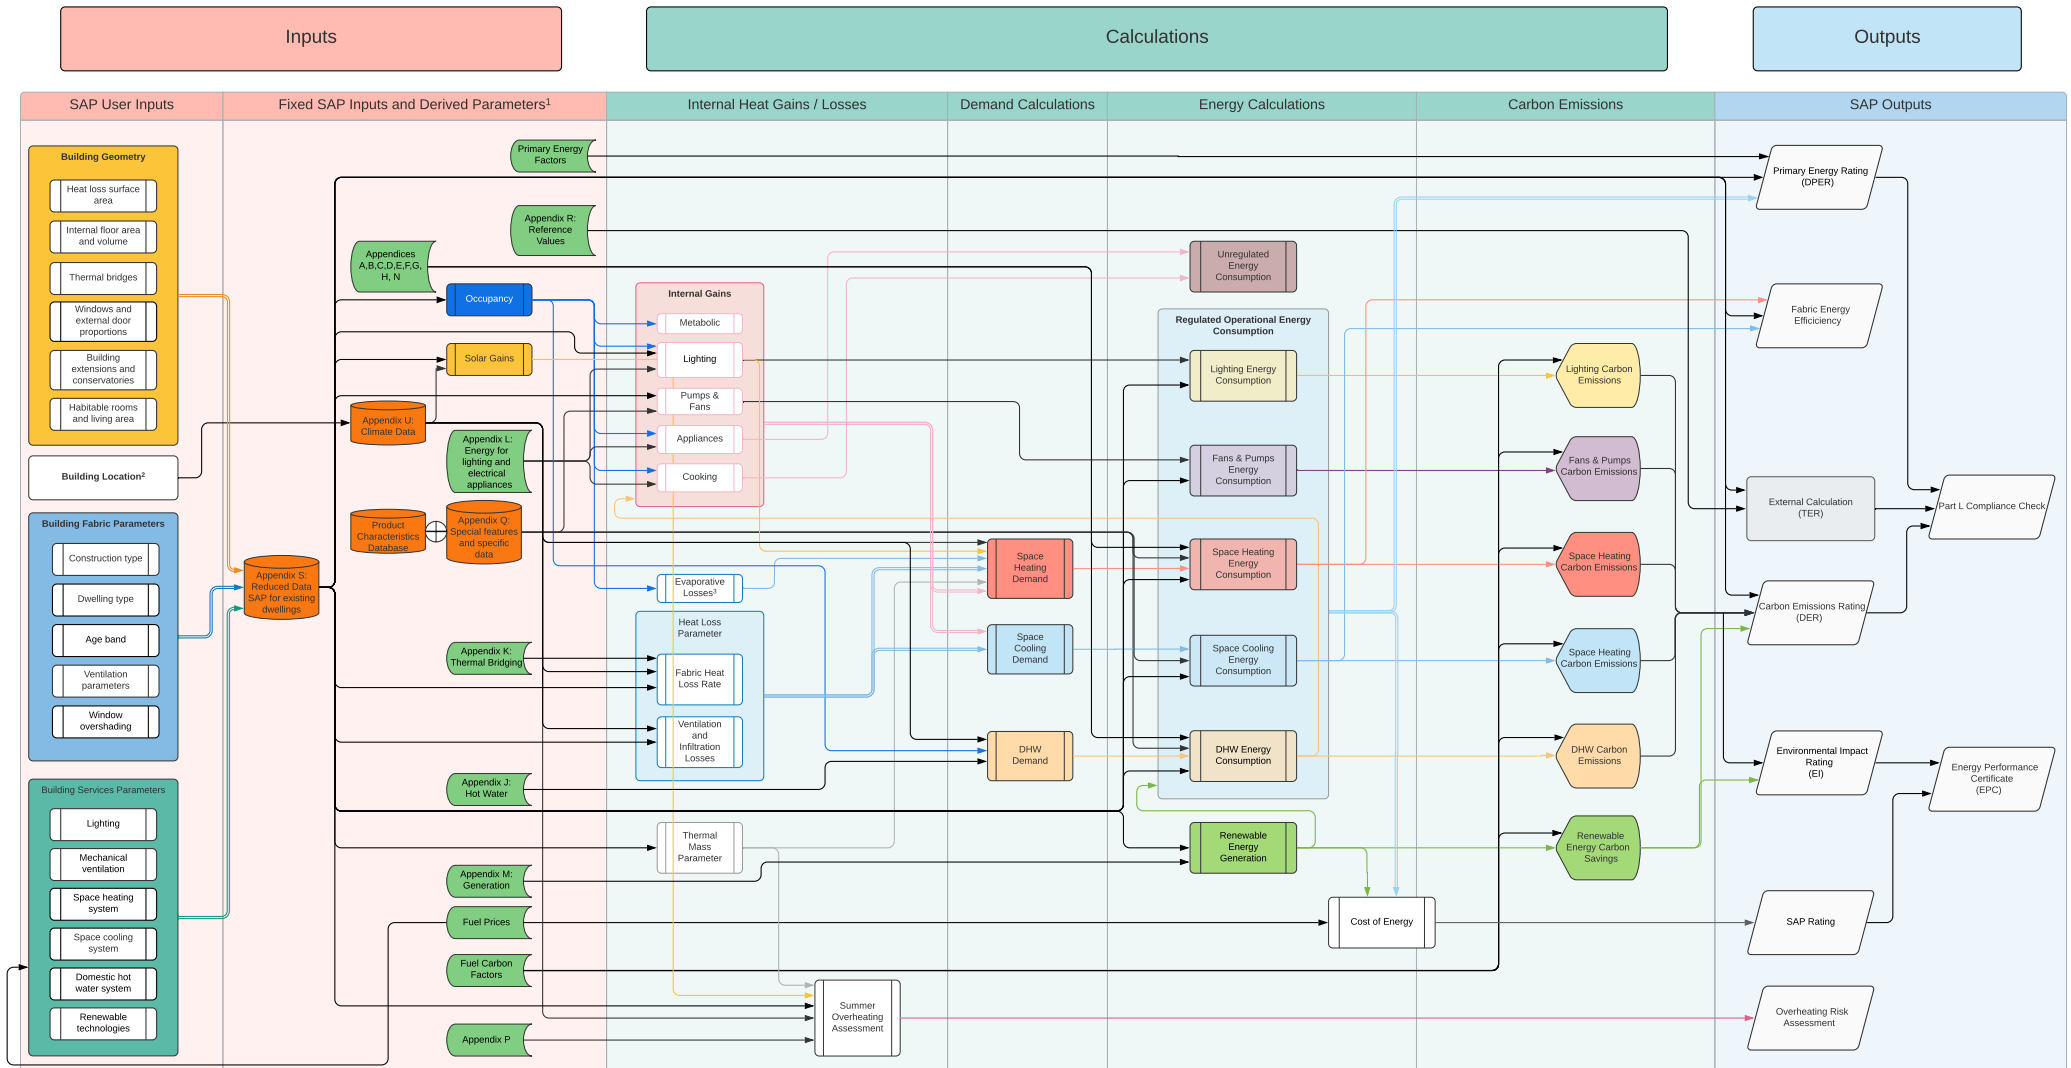 Inputs
Calculations
Outputs
SAP User Inputs
Fixed SAP Inputs and Derived Parameters¹
Internal Heat Gains / Losses
Demand Calculations
Energy Calculations
Carbon Emissions
SAP Outputs
Building Geometry
Heat loss surface
area
Internal floor area
and volume
Thermal bridges
Windows and
external door
proportions
Building
extensions and
conservatories
Habitable rooms
and living area
Building Location²
Building Fabric Parameters
Construction type
Dwelling type
Age band
Ventilation
parameters
Window
overshading
Building Services Parameters
Lighting
Mechanical
ventilation
Space heating
system
Space cooling
system
Domestic hot
water system
Renewable
technologies
Appendix S:
Reduced Data
SAP for existing
dwellings
Primary Energy
Factors
Appendix R:
Reference
Values
Appendices
A,B,C,D,E,F,G,
H, N
Occupancy
Solar Gains
Appendix U:
Climate Data
Appendix L:
Energy for
lighting and
electrical
appliances
Product
Characteristics
Database
Appendix Q:
Special features
and specific
data
Appendix K:
Thermal Bridging
Appendix J:
Hot Water
Appendix M:
Generation
Fuel Prices
Fuel Carbon
Factors
Appendix P
Internal Gains
Metabolic
Lighting
Pumps &
Fans
Appliances
Cooking
Evaporative
Losses³
Heat Loss
Parameter
Fabric Heat
Loss Rate
Ventilation
and
Infiltration
Losses
Thermal
Mass
Parameter
Summer
Overheating
Assessment
Space
Heating
Demand
Space
Cooling
Demand
DHW
Demand
Unregulated
Energy
Consumption
Regulated Operational Energy
Consumption
Lighting Energy
Consumption
Fans & Pumps
Energy
Consumption
Space Heating
Energy
Consumption
Space Cooling
Energy
Consumption
DHW Energy
Consumption
Renewable
Energy
Generation
Cost of Energy
Lighting Carbon
Emissions
Fans & Pumps
Carbon Emissions
Space Heating
Carbon Emissions
Space Heating
Carbon Emissions
DHW Carbon
Emissions
Renewable
Energy Carbon
Savings
Primary Energy Rating
(DPER)
Fabric Energy
Efficiciency
External Calculation
(TER)
Part L Compliance Check
Carbon Emissions Rating
(DER)
Environmental Impact
Rating
(EI)
Energy Performance
Certificate
(EPC)
SAP Rating
Overheating Risk
Assessment